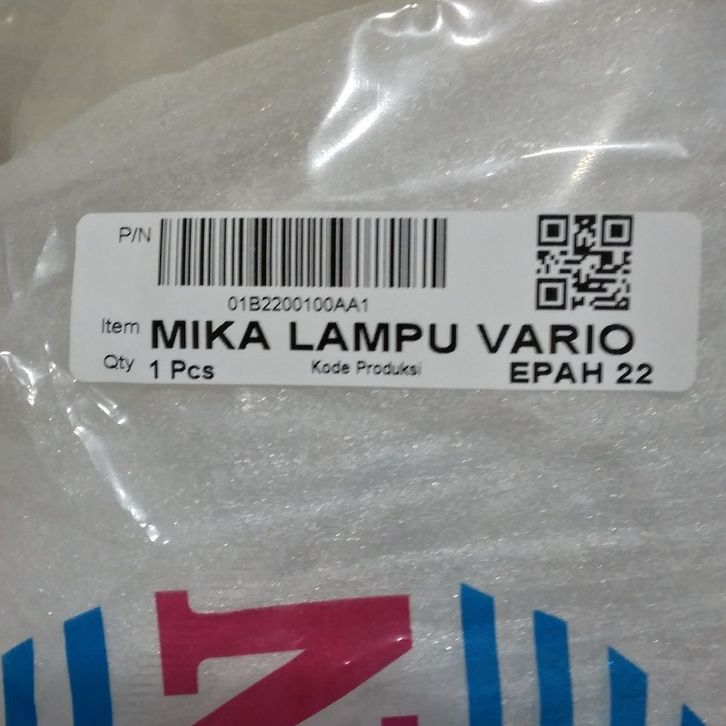 P/N
01B2200100AA1
Item MIKA LAMPU VARIO
Qty 1 Pcs Kode Produksi EPAH 22